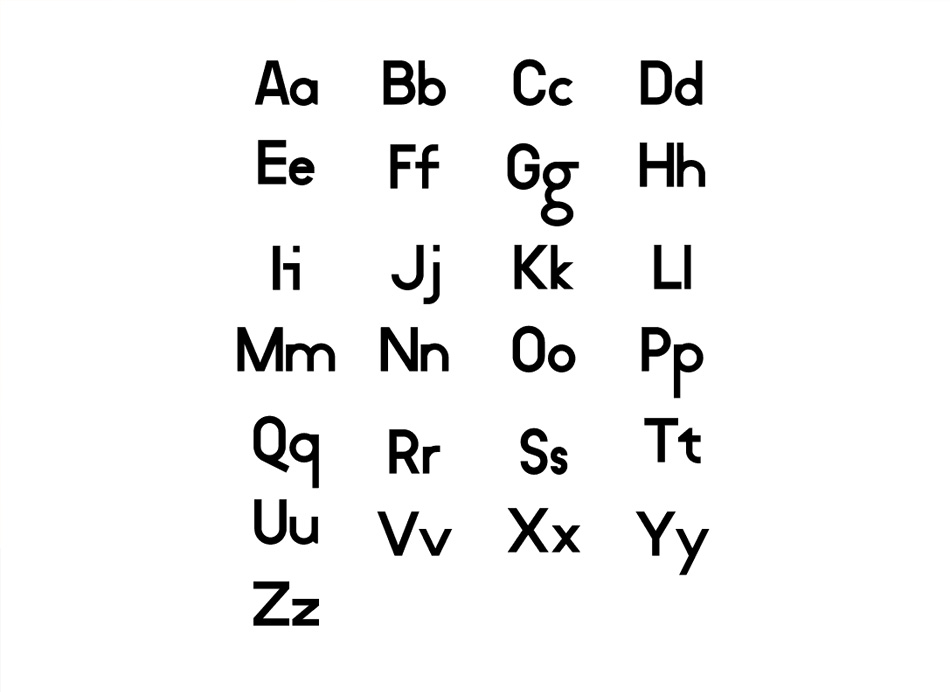 Aa Bb Cc Dd
Ee Ff Gg Hh
Ii Jj Kk Ll
Mm Nn Oo Pp
Qq Rr Ss Tt
Uu Vv Xx Yy
Zz